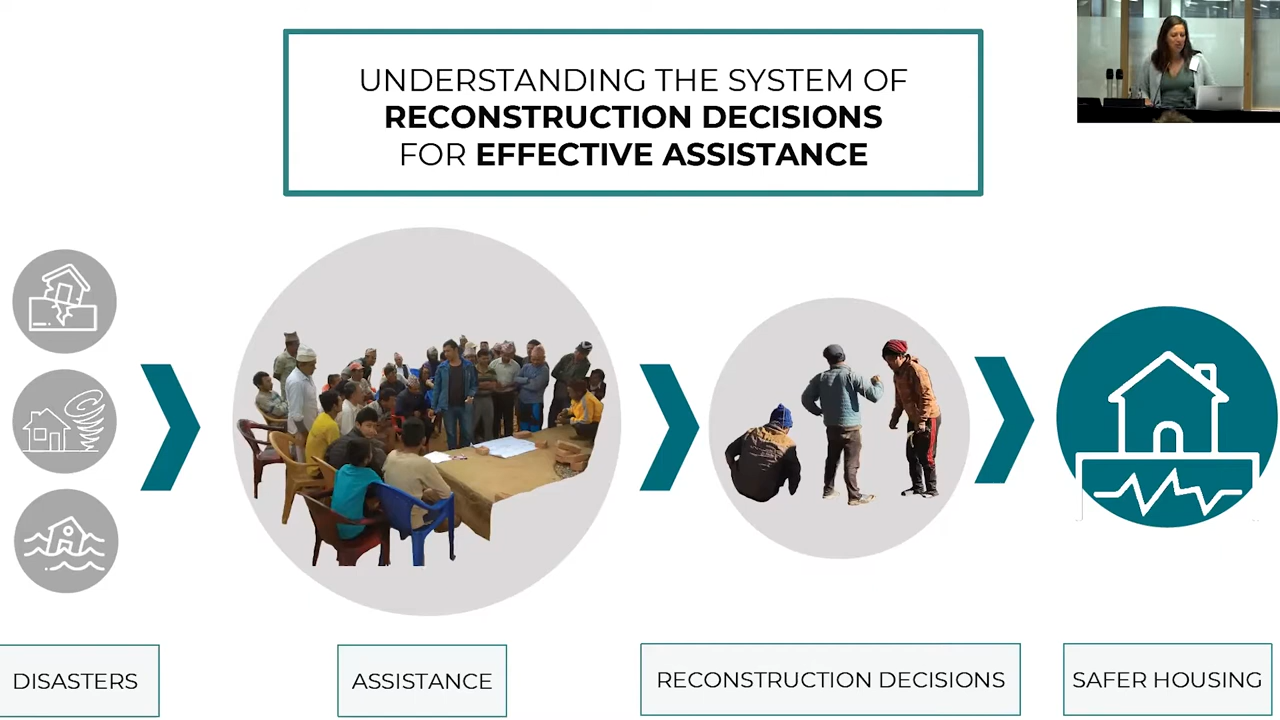 UNDERSTANDING THE SYSTEM OF
RECONSTRUCTION DECISIONS
FOR EFFECTIVE ASSISTANCE
DISASTERS
ASSISTANCE
RECONSTRUCTION DECISIONS
SAFER HOUSING